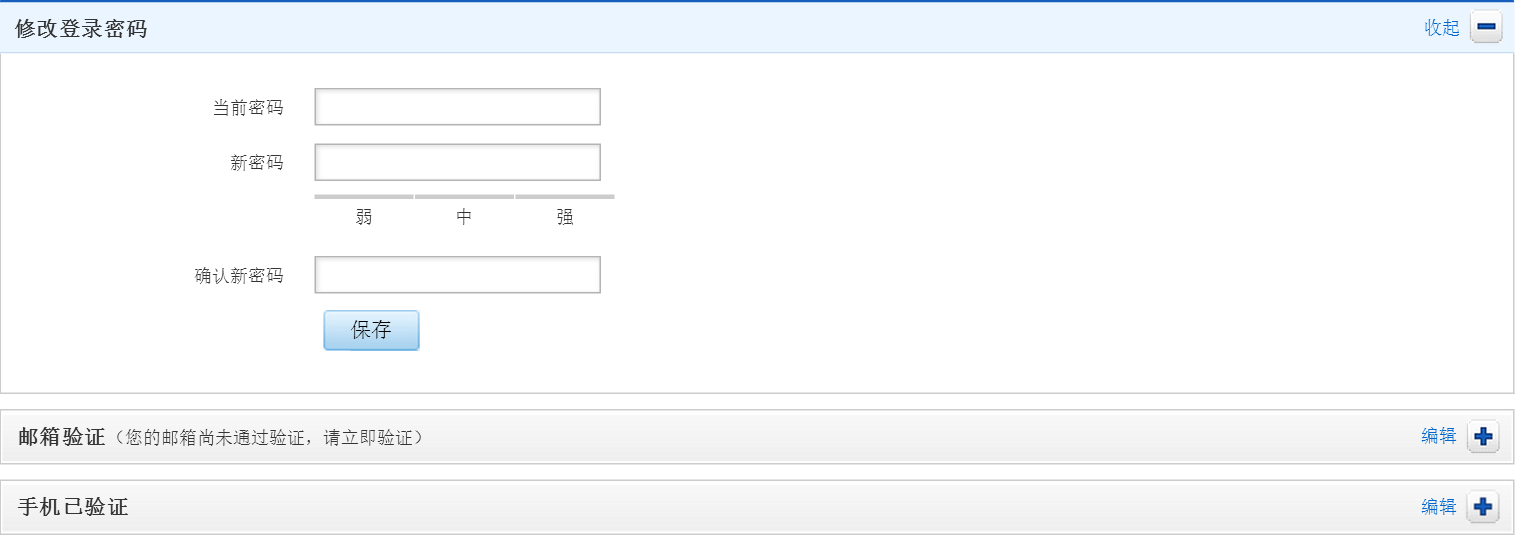 修改登录密码 收起
当前密码
新密码
弱 中 强
确认新密码
保存
邮箱验证（您的邮箱尚未通过验证，请立即验证） 编辑
手机已验证 编辑